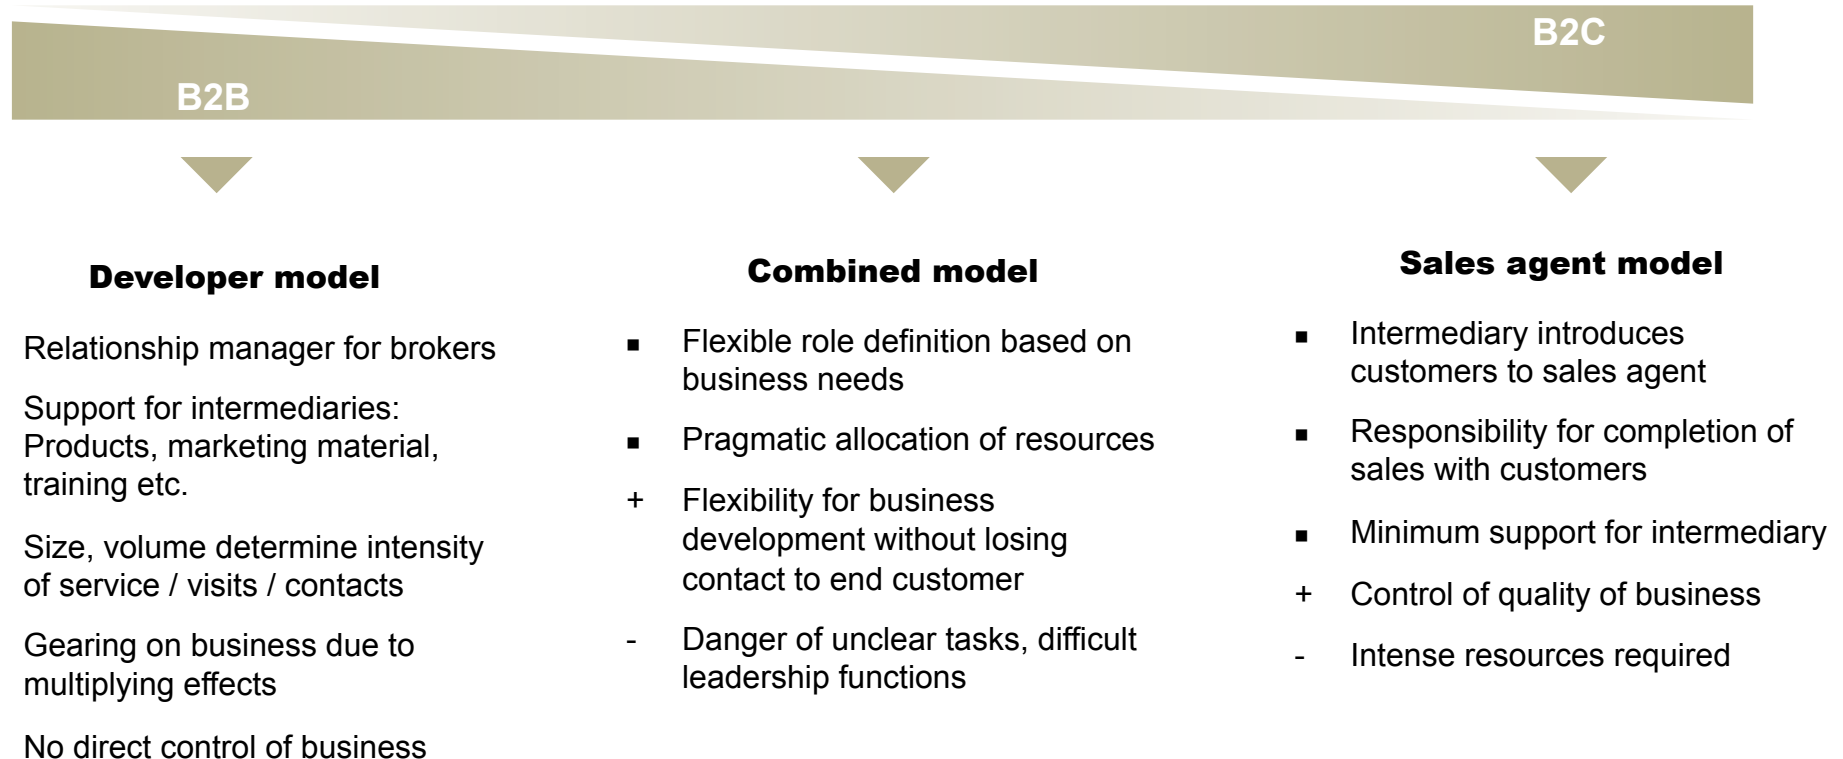 B2C
B2B
Developer model
Relationship manager for brokers
Support for intermediaries:
Products, marketing material,
training etc.
Size, volume determine intensity
of service / visits / contacts
Gearing on business due to
multiplying effects
No direct control of business
Combined model
▪ Flexible role definition based on
business needs
▪ Pragmatic allocation of resources
+ Flexibility for business
development without losing
contact to end customer
- Danger of unclear tasks, difficult
leadership functions
Sales agent model
▪ Intermediary introduces
customers to sales agent
▪ Responsibility for completion of
sales with customers
▪ Minimum support for intermediary
+ Control of quality of business
- Intense resources required